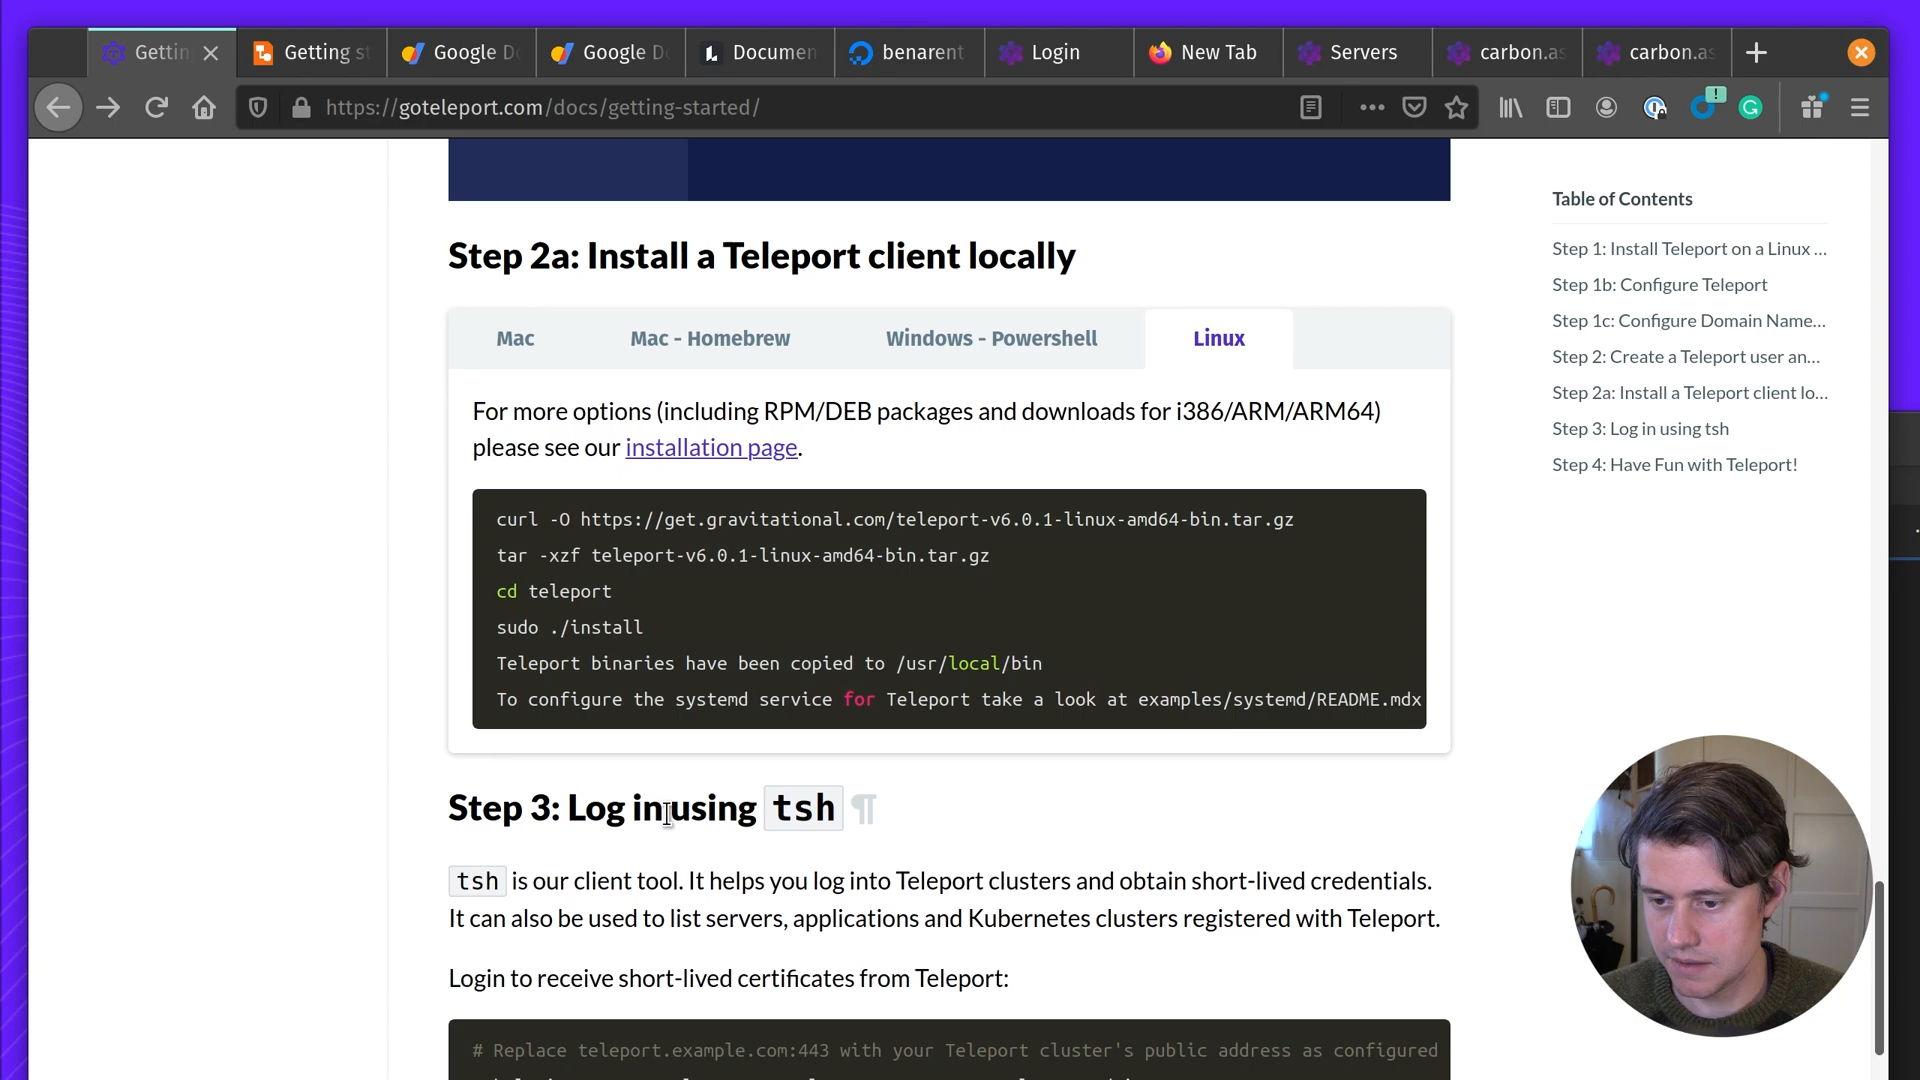 Gettin
Getting st
Google Do
Google Do
Documen
benarent
Login
New Tab
Servers
carbon.as
carbon.as
https://goteleport.com/docs/getting-started/
Table of Contents
Step 1: Install Teleport on a Linux ...
Step 1b: Configure Teleport
Step 1c: Configure Domain Name...
Step 2: Create a Teleport user an...
Step 2a: Install a Teleport client lo...
Step 3: Log in using tsh
Step 4: Have Fun with Teleport!
Step 2a: Install a Teleport client locally
Mac
Mac - Homebrew
Windows - Powershell
Linux
For more options (including RPM/DEB packages and downloads for i386/ARM/ARM64)
please see our installation page.
curl -O https://get.gravitational.com/teleport-v6.0.1-linux-amd64-bin.tar.gz
tar -xzf teleport-v6.0.1-linux-amd64-bin.tar.gz
cd teleport
sudo ./install
Teleport binaries have been copied to /usr/local/bin
To configure the systemd service for Teleport take a look at examples/systemd/README.mdx
Step 3: Log in using tsh ¶
tsh is our client tool. It helps you log into Teleport clusters and obtain short-lived credentials.
It can also be used to list servers, applications and Kubernetes clusters registered with Teleport.
Login to receive short-lived certificates from Teleport:
# Replace teleport.example.com:443 with your Teleport cluster's public address as configured